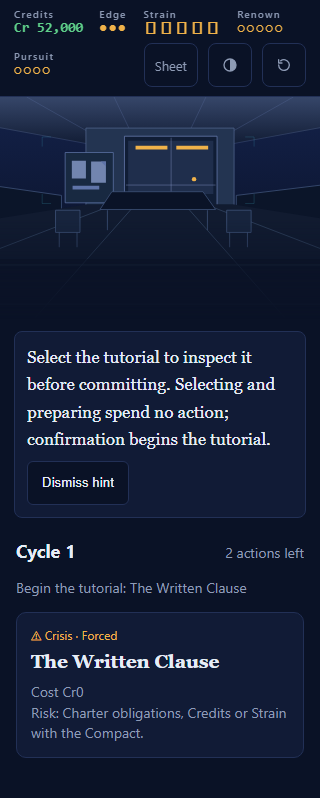 Credits
Edge
Strain
Renown
Cr 52,000
Pursuit
Sheet
Select the tutorial to inspect it
before committing. Selecting and
preparing spend no action;
confirmation begins the tutorial.
Dismiss hint
Cycle 1
2 actions left
Begin the tutorial: The Written Clause
⚠ Crisis · Forced
The Written Clause
Cost Cr0
Risk: Charter obligations, Credits or Strain
with the Compact.